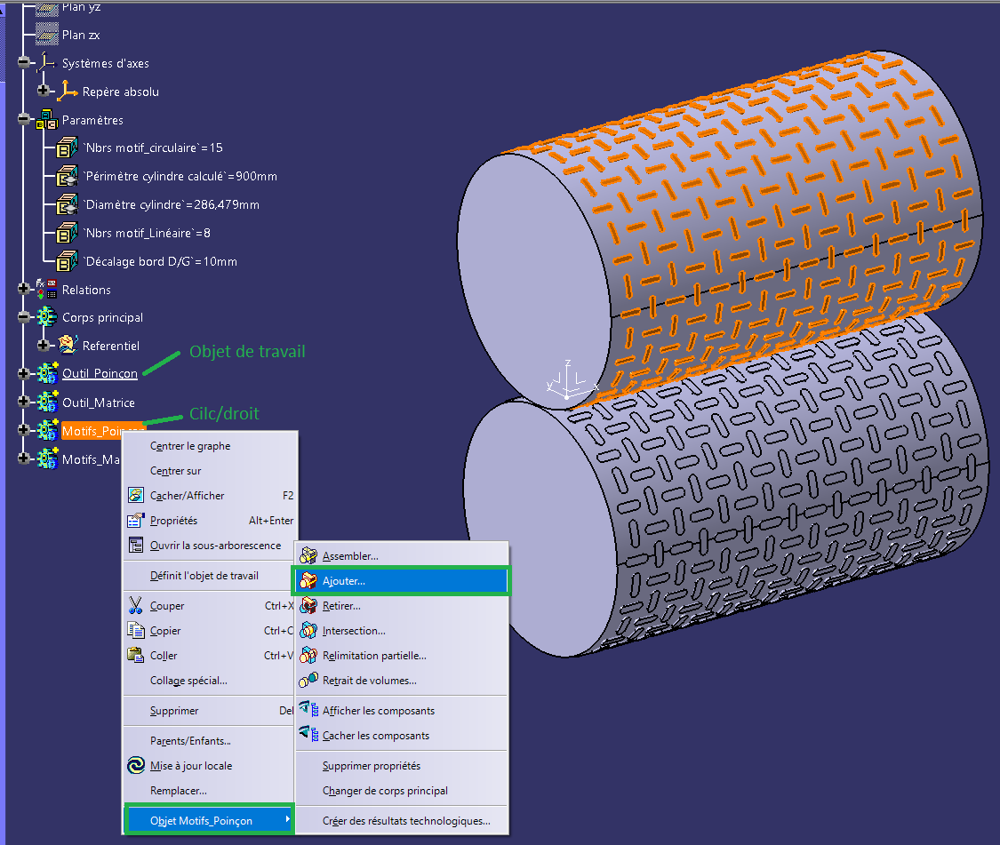 Plan yz
Plan zx
Systèmes d'axes
Repère absolu
Paramètres
`Nbrs motif_circulaire`=15
`Périmètre cylindre calculé`=900mm
`Diamètre cylindre`=286,479mm
`Nbrs motif_Linéaire`=8
`Décalage bord D/G`=10mm
Relations
Corps principal
Referentiel
Objet de travail
Outil_Poinçon
Outil_Matrice
Cilc/droit
Motifs_Poinçon
Motifs_Ma
Centrer le graphe
Centrer sur
Cacher/Afficher F2
Propriétés Alt+Enter
Ouvrir la sous-arborescence
Définit l'objet de travail
Couper Ctrl+X
Copier Ctrl+C
Coller Ctrl+V
Collage spécial...
Supprimer Del
Parents/Enfants...
Mise à jour locale
Remplacer...
Objet Motifs_Poinçon
Assembler...
Ajouter...
Retirer...
Intersection...
Relimitation partielle...
Retrait de volumes...
Afficher les composants
Cacher les composants
Supprimer propriétés
Changer de corps principal
Créer des résultats technologiques...
z
y
x